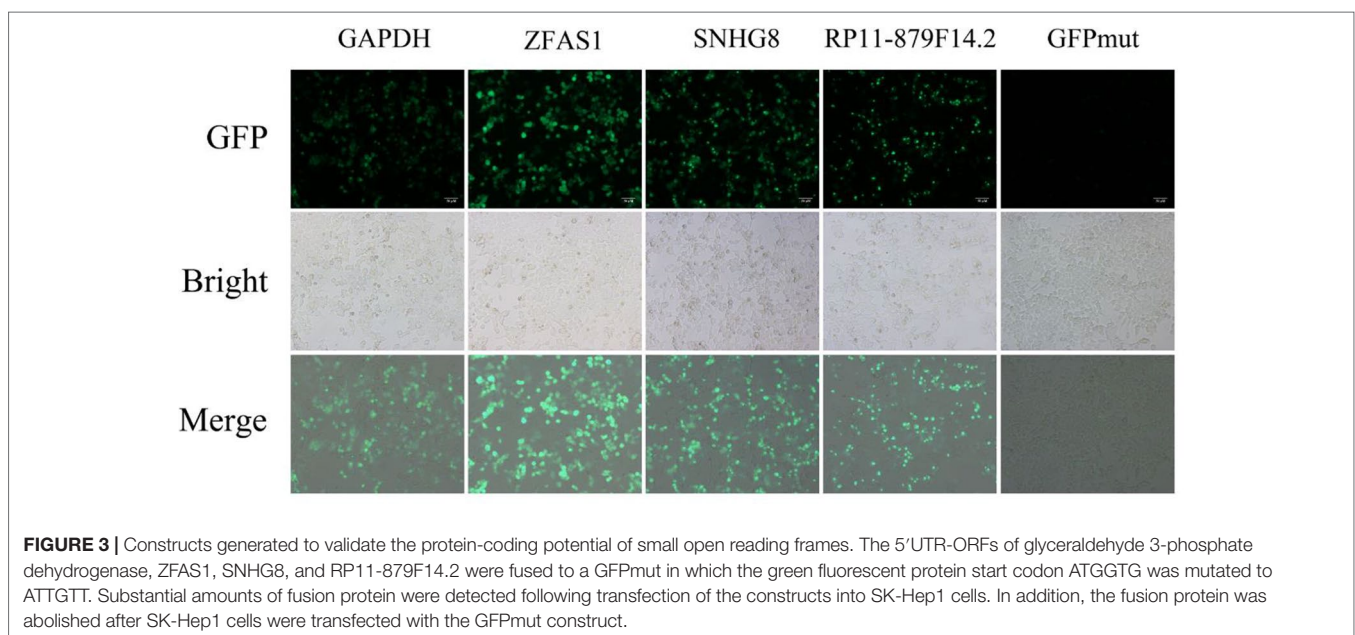 GAPDH ZFAS1 SNHG8 RP11-879F14.2 GFPmut
GFP
Bright
Merge
FIGURE 3 | Constructs generated to validate the protein-coding potential of small open reading frames. The 5′UTR-ORFs of glyceraldehyde 3-phosphate
dehydrogenase, ZFAS1, SNHG8, and RP11-879F14.2 were fused to a GFPmut in which the green fluorescent protein start codon ATGGTG was mutated to
ATTGTT. Substantial amounts of fusion protein were detected following transfection of the constructs into SK-Hep1 cells. In addition, the fusion protein was
abolished after SK-Hep1 cells were transfected with the GFPmut construct.